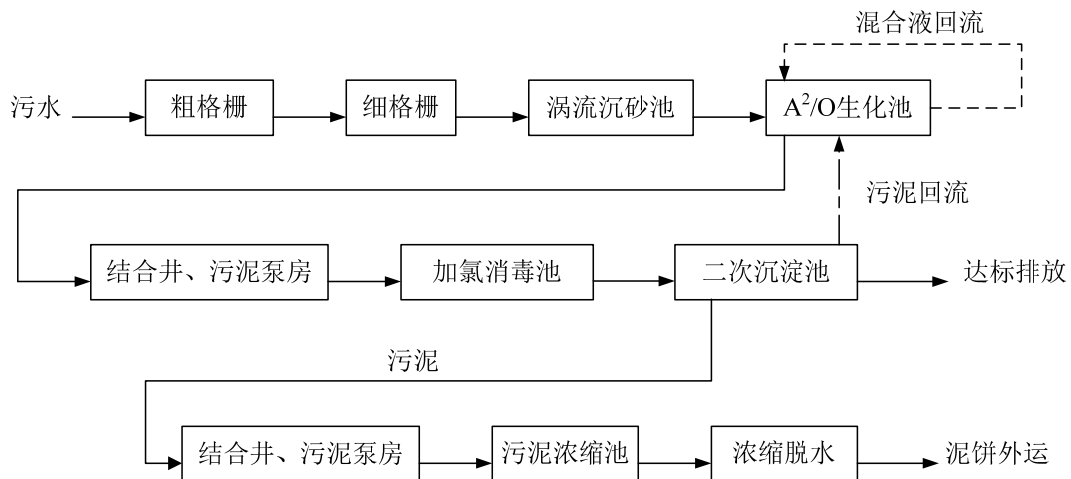 混合液回流
污水
粗格栅
细格栅
涡流沉砂池
A²/O生化池
污泥回流
结合井、污泥泵房
加氯消毒池
二次沉淀池
达标排放
污泥
结合井、污泥泵房
污泥浓缩池
浓缩脱水
泥饼外运